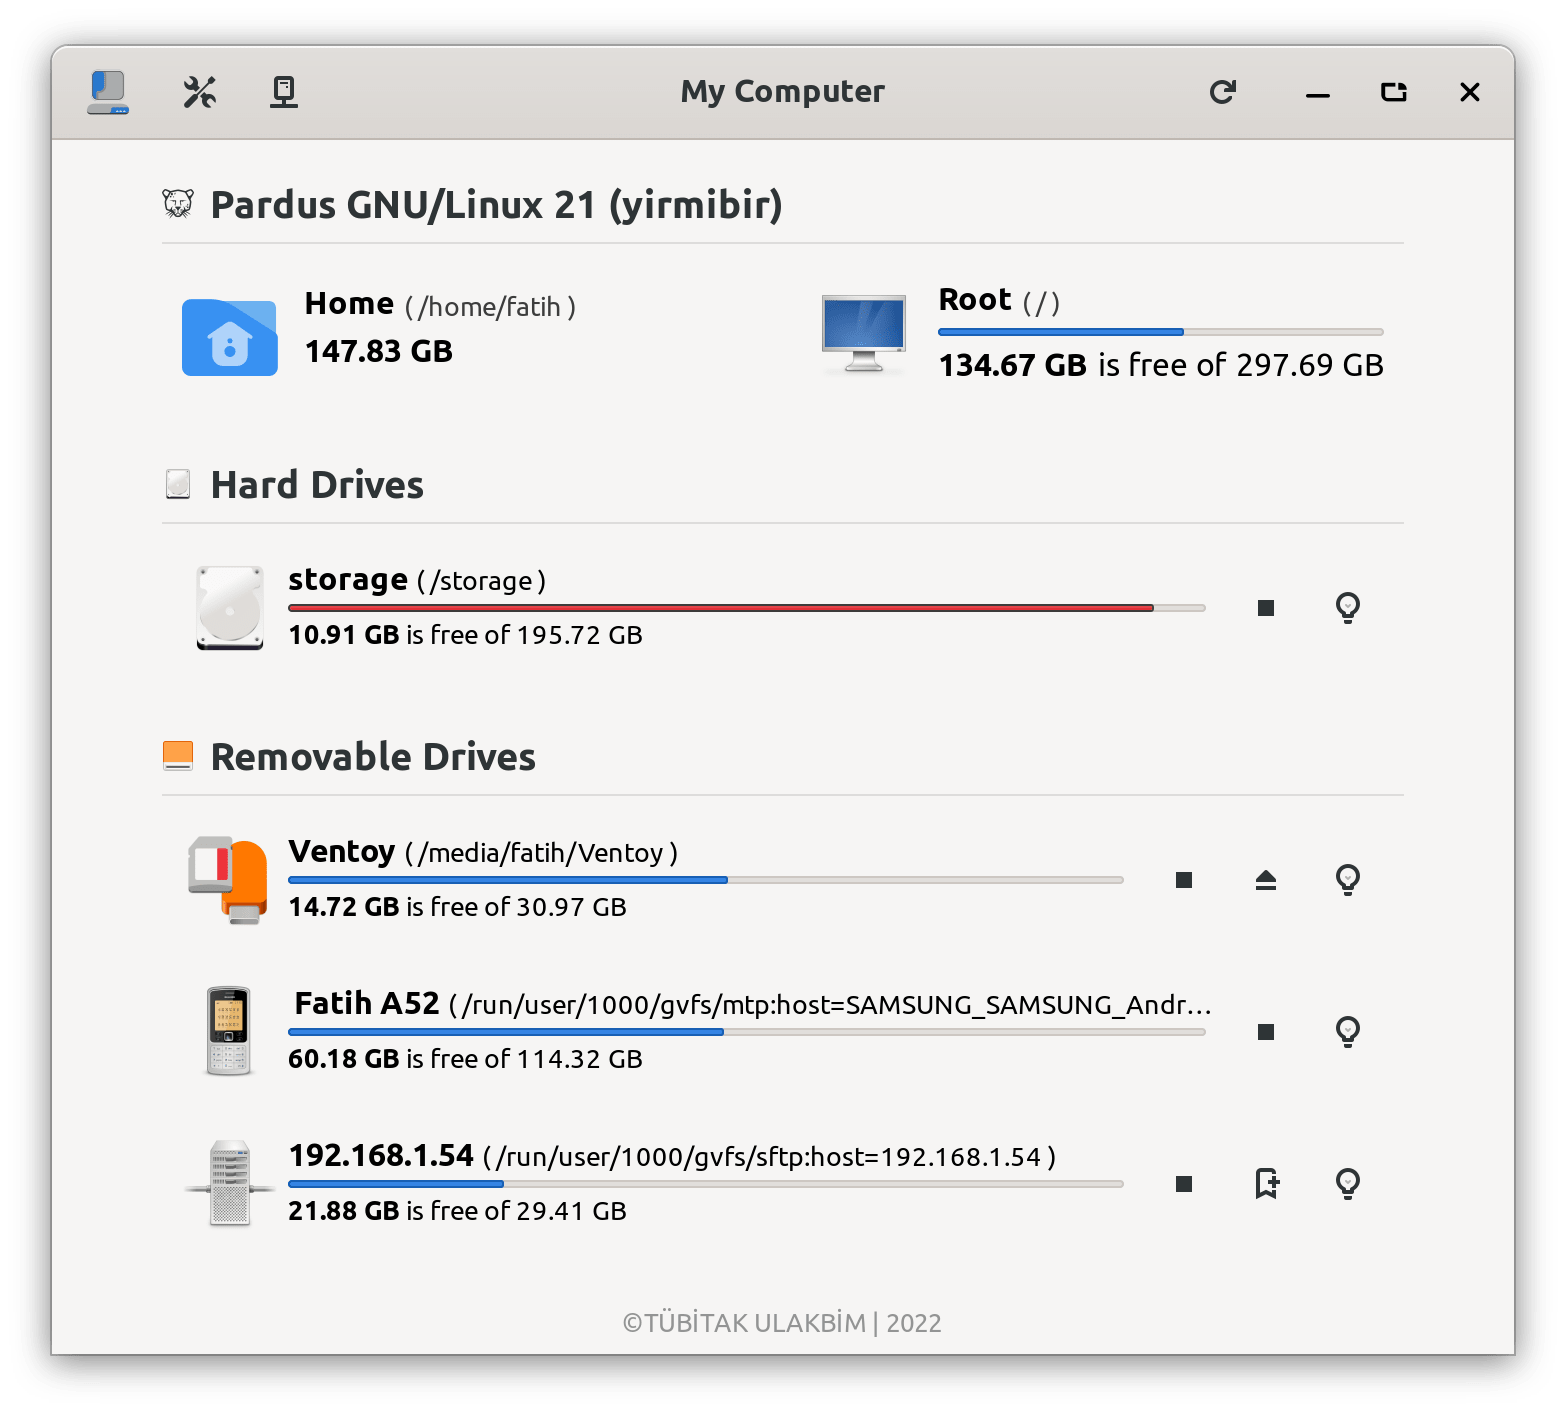 My Computer
Pardus GNU/Linux 21 (yirmibir)
Home ( /home/fatih )
147.83 GB
Root ( / )
134.67 GB is free of 297.69 GB
Hard Drives
storage ( /storage )
10.91 GB is free of 195.72 GB
Removable Drives
Ventoy ( /media/fatih/Ventoy )
14.72 GB is free of 30.97 GB
Fatih A52 ( /run/user/1000/gvfs/mtp:host=SAMSUNG_SAMSUNG_Andr...
60.18 GB is free of 114.32 GB
192.168.1.54 ( /run/user/1000/gvfs/sftp:host=192.168.1.54 )
21.88 GB is free of 29.41 GB
©TÜBİTAK ULAKBİM | 2022